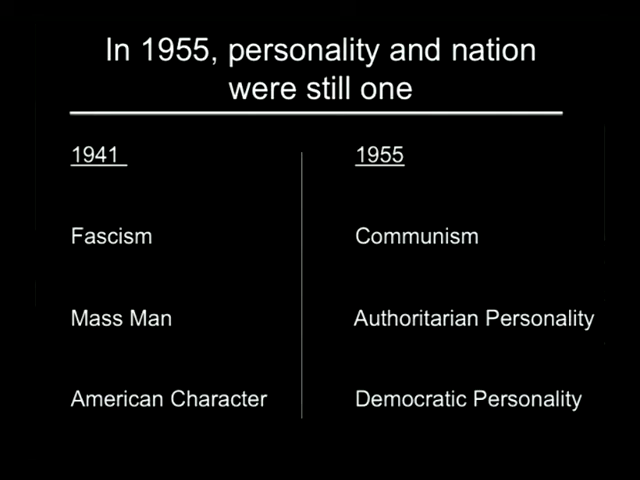 In 1955, personality and nation
were still one
1941
1955
Fascism
Communism
Mass Man
Authoritarian Personality
American Character
Democratic Personality